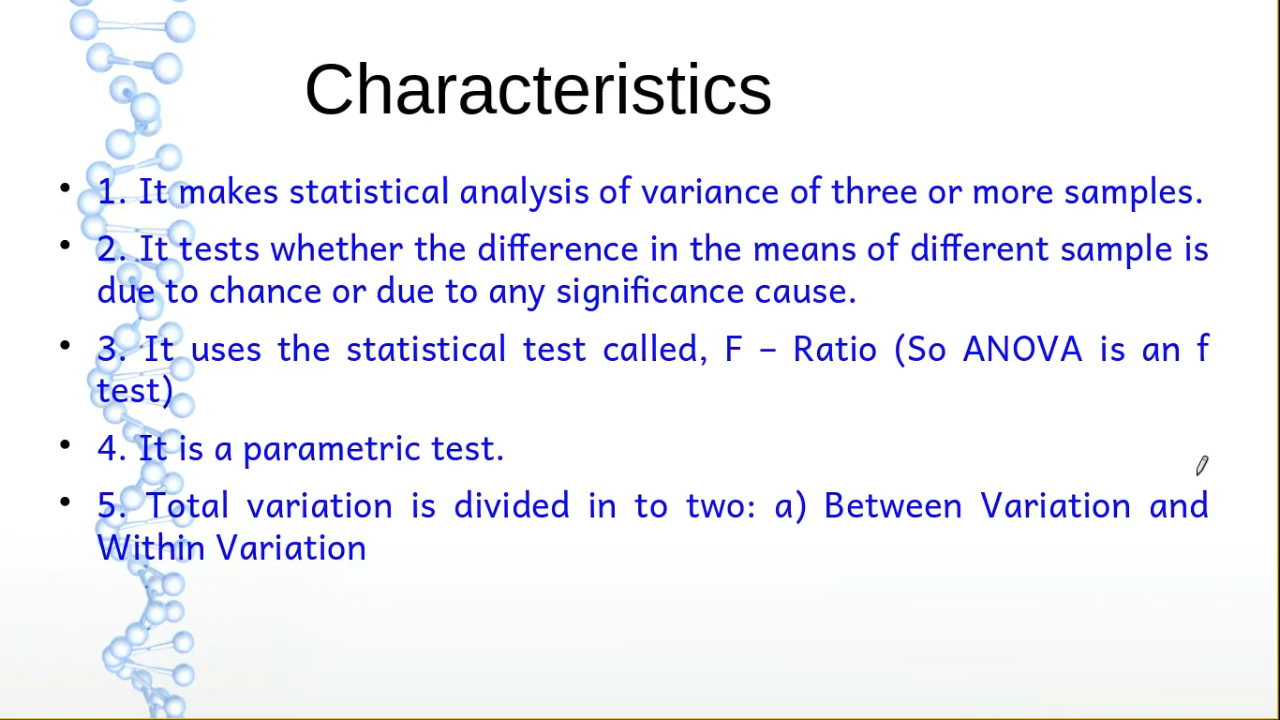 Characteristics
• 1. It makes statistical analysis of variance of three or more samples.
• 2. It tests whether the difference in the means of different sample is
due to chance or due to any significance cause.
• 3. It uses the statistical test called, F – Ratio (So ANOVA is an f
test)
• 4. It is a parametric test.
• 5. Total variation is divided in to two: a) Between Variation and
Within Variation